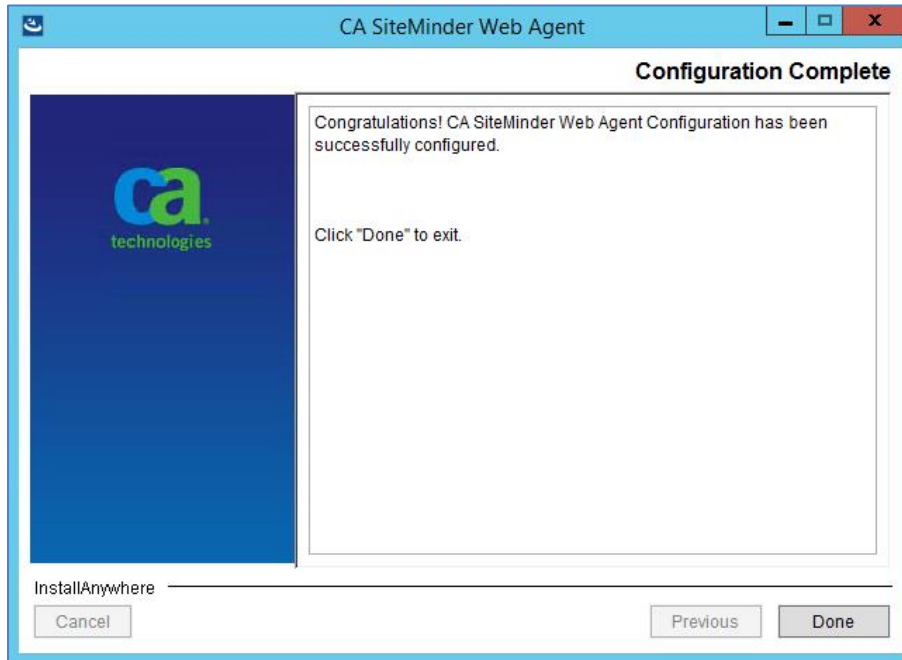 CA SiteMinder Web Agent
Configuration Complete
ca
technologies
Congratulations! CA SiteMinder Web Agent Configuration has been
successfully configured.
Click "Done" to exit.
InstallAnywhere
Cancel
Previous
Done